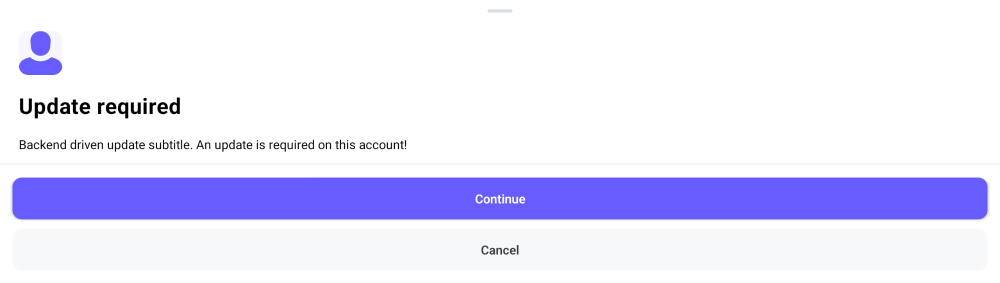 Update required
Backend driven update subtitle. An update is required on this account!
Continue
Cancel